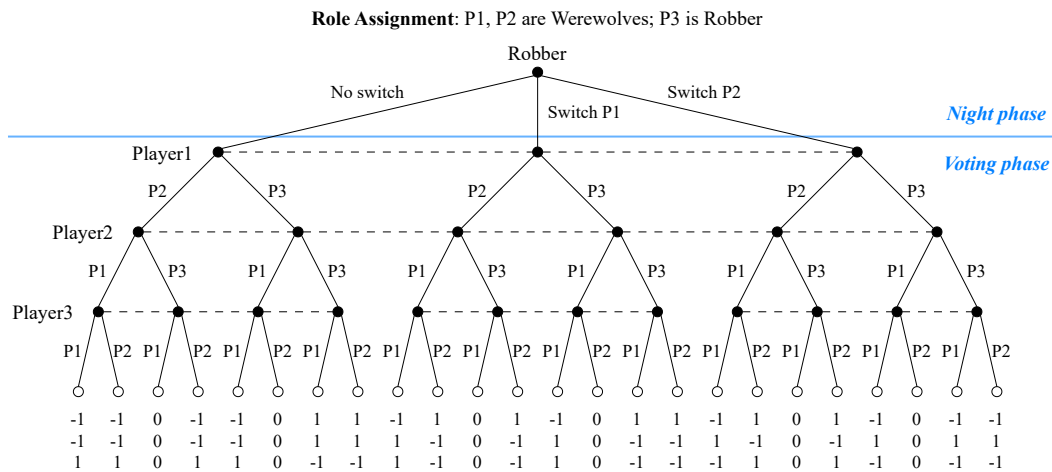 Role Assignment: P1, P2 are Werewolves; P3 is Robber
Robber
No switch
Switch P1
Switch P2
Night phase
Voting phase
Player1
P2 P3 P2 P3 P2 P3
Player2
P1 P3 P1 P3 P1 P3 P1 P3 P1 P3 P1 P3
Player3
P1 P2 P1 P2 P1 P2 P1 P2 P1 P2 P1 P2 P1 P2 P1 P2 P1 P2 P1 P2 P1 P2 P1 P2
-1 -1 0 -1 -1 0 1 1 -1 1 0 1 -1 0 1 1 -1 1 0 1 -1 0 -1 -1
-1 -1 0 -1 -1 0 1 1 1 -1 0 -1 1 0 -1 -1 1 -1 0 -1 1 0 1 1
1 1 0 1 1 0 -1 -1 1 -1 0 -1 1 0 -1 -1 -1 1 0 1 -1 0 -1 -1